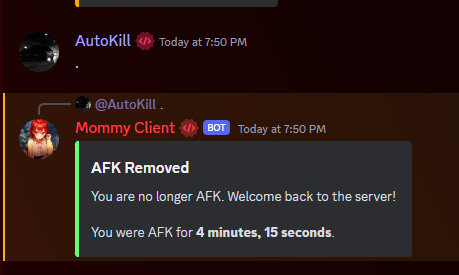 AutoKill Today at 7:50 PM
.
@AutoKill .
Mommy Client BOT Today at 7:50 PM
AFK Removed
You are no longer AFK. Welcome back to the server!
You were AFK for 4 minutes, 15 seconds.